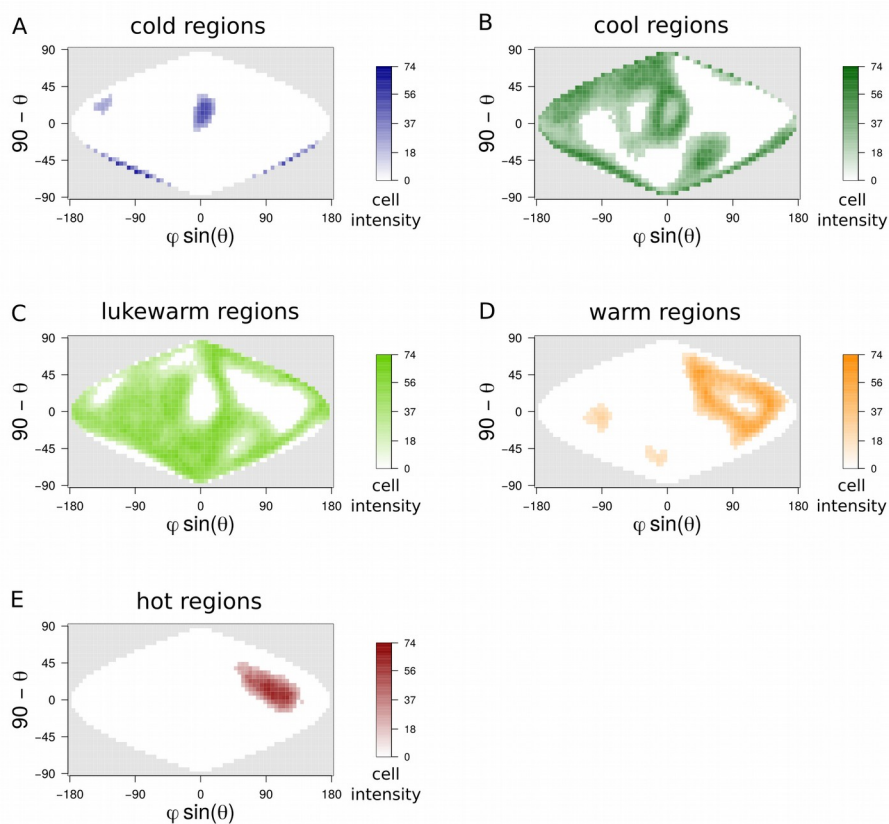 A
cold regions
90
45
0
−45
−90
90 − θ
−180
−90
0
90
180
φ sin(θ)
74
56
37
18
0
cell
intensity
B
cool regions
90
45
0
−45
−90
90 − θ
−180
−90
0
90
180
φ sin(θ)
74
56
37
18
0
cell
intensity
C
lukewarm regions
90
45
0
−45
−90
90 − θ
−180
−90
0
90
180
φ sin(θ)
74
56
37
18
0
cell
intensity
D
warm regions
90
45
0
−45
−90
90 − θ
−180
−90
0
90
180
φ sin(θ)
74
56
37
18
0
cell
intensity
E
hot regions
90
45
0
−45
−90
90 − θ
−180
−90
0
90
180
φ sin(θ)
74
56
37
18
0
cell
intensity